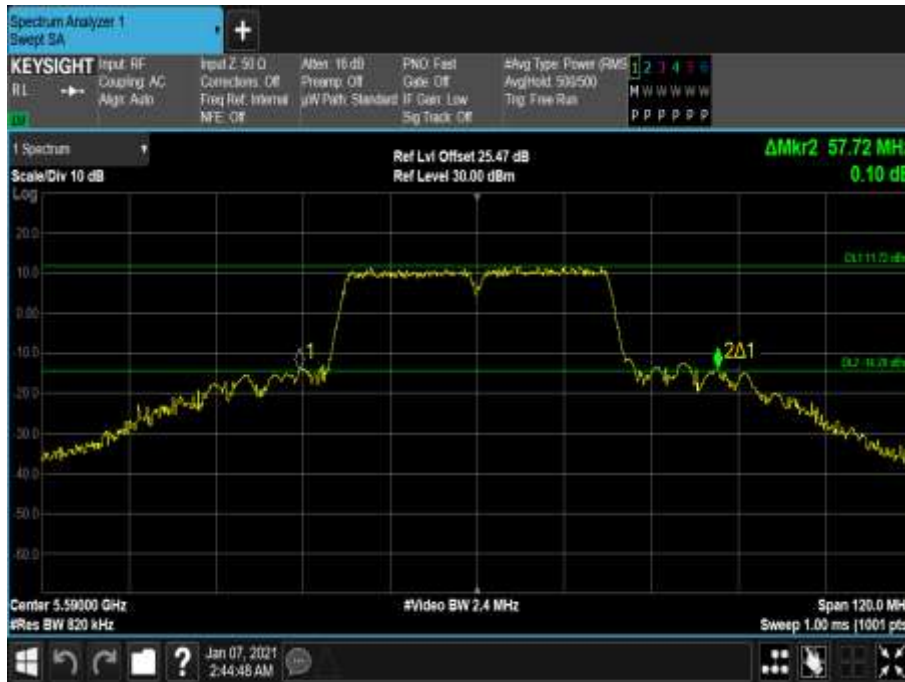 Spectrum Analyzer 1
Swept SA
+
KEYSIGHT Input: RF Input Z: 50 Ω Atten: 16 dB PNO: Fast #Avg Type: Power (RMS 1 2 3 4 5 6
RL Coupling: AC Corrections: Off Preamp: Off Gate: Off Avg|Hold: 500/500 M W W W W W
Align: Auto Freq Ref: Internal µW Path: Standard IF Gain: Low Trig: Free Run
NFE: Off Sig Track: Off P P P P P P
1 Spectrum Ref Lvl Offset 25.47 dB ΔMkr2 57.72 MH
Scale/Div 10 dB Ref Level 30.00 dBm 0.10 dB
Log
20.0
10.0
0.00
-10.0
-20.0
-30.0
-40.0
-50.0
-60.0
1
2Δ1
Center 5.59000 GHz #Video BW 2.4 MHz Span 120.0 MH
#Res BW 820 kHz Sweep 1.00 ms (1001 pts
? Jan 07, 2021
2:44:48 AM